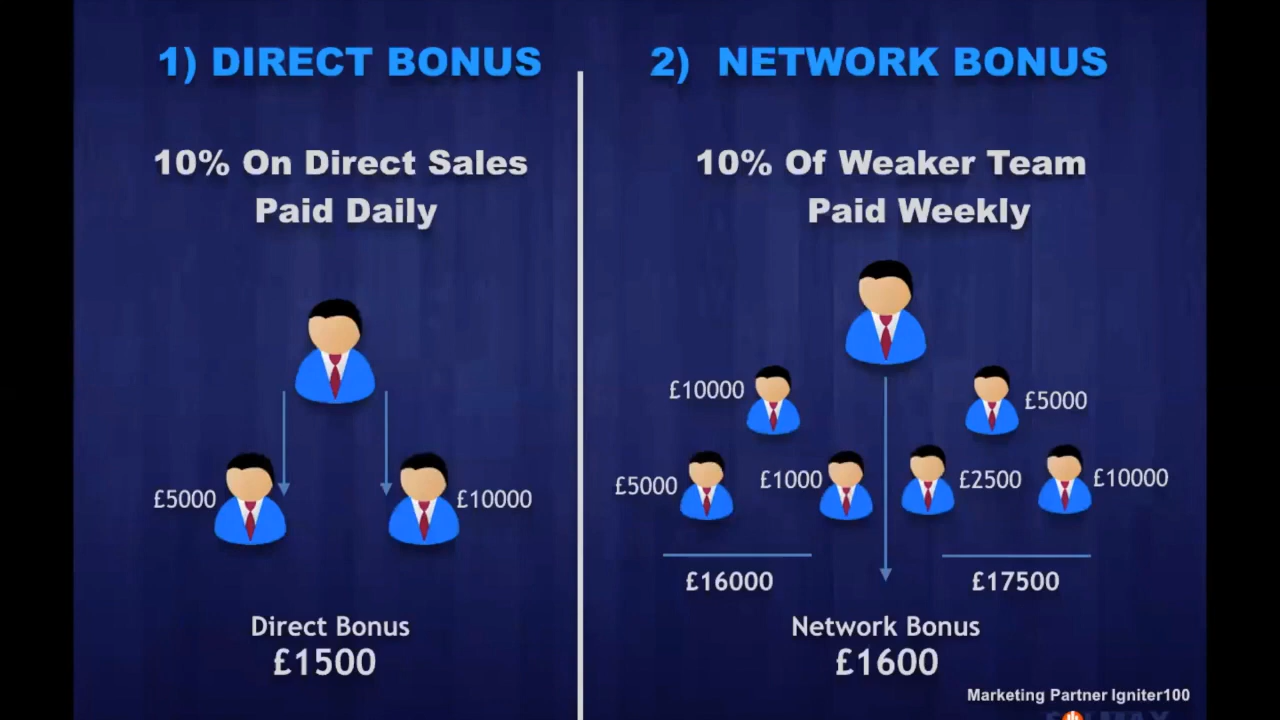 1) DIRECT BONUS
10% On Direct Sales
Paid Daily
£5000
£10000
Direct Bonus
£1500
2) NETWORK BONUS
10% Of Weaker Team
Paid Weekly
£10000
£5000
£5000
£1000
£2500
£10000
£16000
£17500
Network Bonus
£1600
Marketing Partner Igniter100